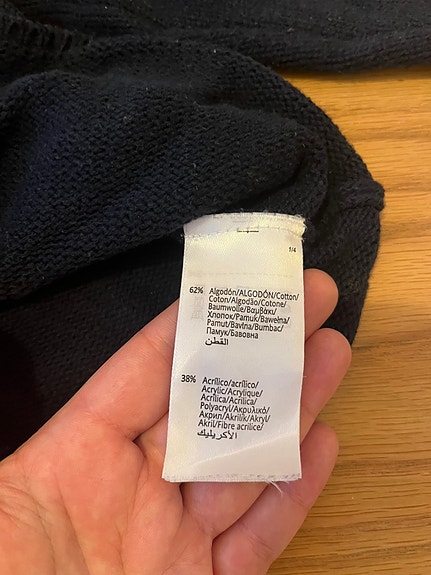 1/4
62% Algodón/ALGODÓN/Cotton/
Coton/Algodão/Cotone/
Baumwolle/Βαμβάκι/
Хлопок/Pamuk/Bawełna/
Pamut/Bavlna/Bumbac/
Памук/Бавовна
القطن
38% Acrílico/acrílico/
Acrylic/Acrylique/
Acrílica/Acrilica/
Polyacryl/Ακρυλικό/
Акрил/Akrilik/Akryl/
Akril/Fibre acrilice/
الأكريليك